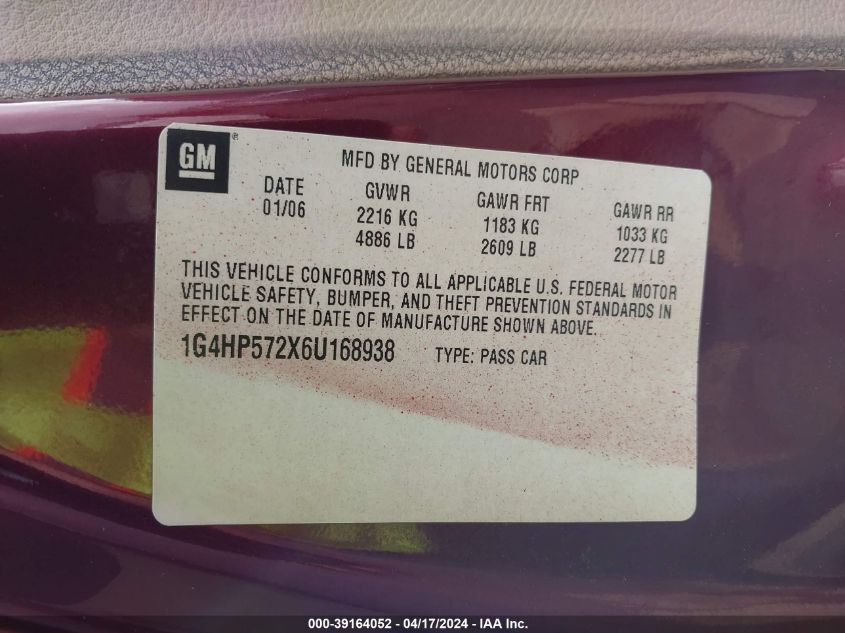 GM®
MFD BY GENERAL MOTORS CORP
DATE GVWR GAWR FRT GAWR RR
01/06 2216 KG 1183 KG 1033 KG
4886 LB 2609 LB 2277 LB
THIS VEHICLE CONFORMS TO ALL APPLICABLE U.S. FEDERAL MOTOR
VEHICLE SAFETY, BUMPER, AND THEFT PREVENTION STANDARDS IN
EFFECT ON THE DATE OF MANUFACTURE SHOWN ABOVE.
1G4HP572X6U168938 TYPE: PASS CAR
000-39164052 - 04/17/2024 - IAA Inc.